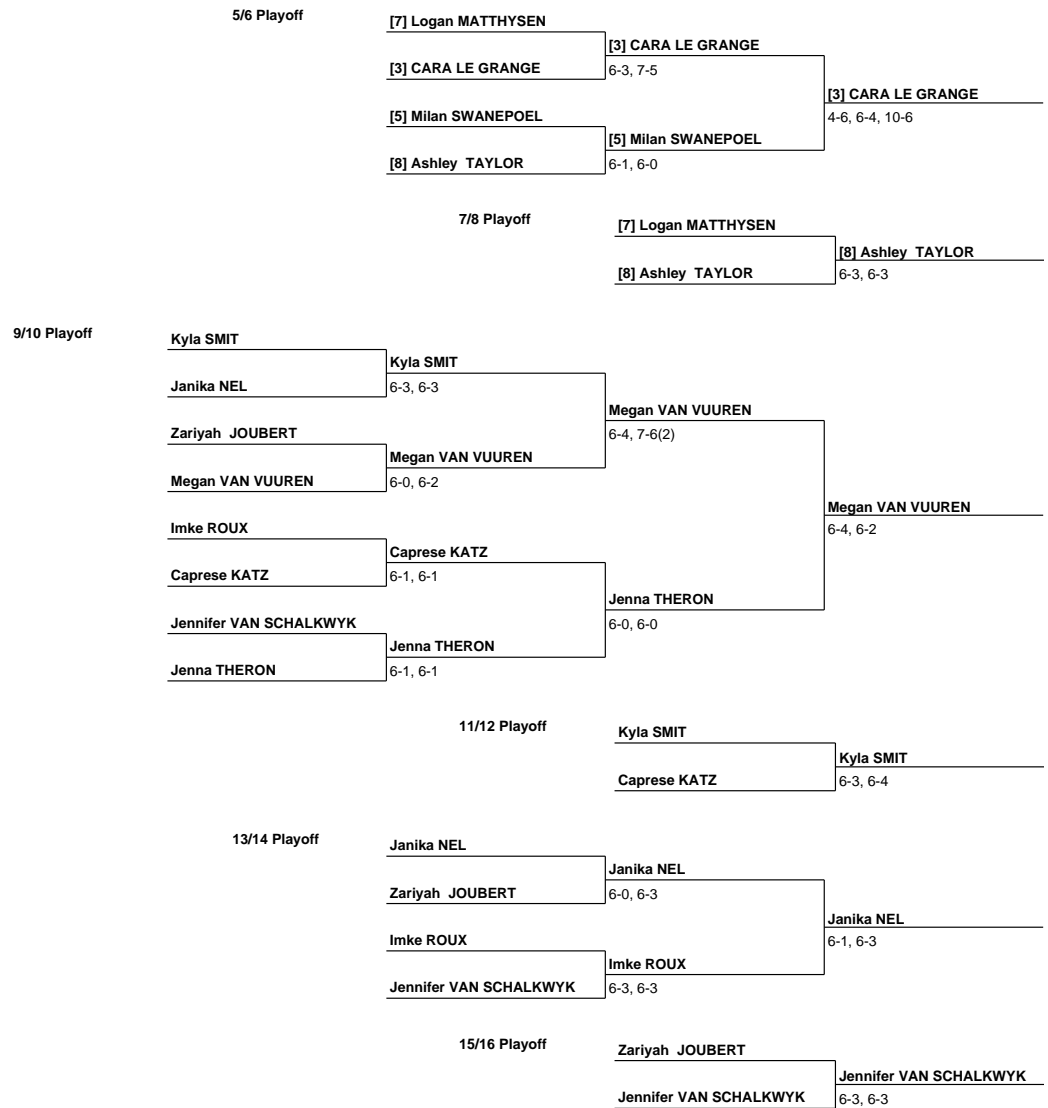 5/6 Playoff
[7] Logan MATTHYSEN
[3] CARA LE GRANGE
[3] CARA LE GRANGE
6-3, 7-5
[3] CARA LE GRANGE
4-6, 6-4, 10-6
[5] Milan SWANEPOEL
[5] Milan SWANEPOEL
[8] Ashley TAYLOR
6-1, 6-0
7/8 Playoff
[7] Logan MATTHYSEN
[8] Ashley TAYLOR
[8] Ashley TAYLOR
6-3, 6-3
9/10 Playoff
Kyla SMIT
Kyla SMIT
Janika NEL
6-3, 6-3
Megan VAN VUUREN
6-4, 7-6(2)
Zariyah JOUBERT
Megan VAN VUUREN
Megan VAN VUUREN
6-0, 6-2
Megan VAN VUUREN
6-4, 6-2
Imke ROUX
Caprese KATZ
Caprese KATZ
6-1, 6-1
Jenna THERON
6-0, 6-0
Jennifer VAN SCHALKWYK
Jenna THERON
Jenna THERON
6-1, 6-1
11/12 Playoff
Kyla SMIT
Kyla SMIT
Caprese KATZ
6-3, 6-4
13/14 Playoff
Janika NEL
Janika NEL
Zariyah JOUBERT
6-0, 6-3
Janika NEL
6-1, 6-3
Imke ROUX
Imke ROUX
Jennifer VAN SCHALKWYK
6-3, 6-3
15/16 Playoff
Zariyah JOUBERT
Jennifer VAN SCHALKWYK
Jennifer VAN SCHALKWYK
6-3, 6-3